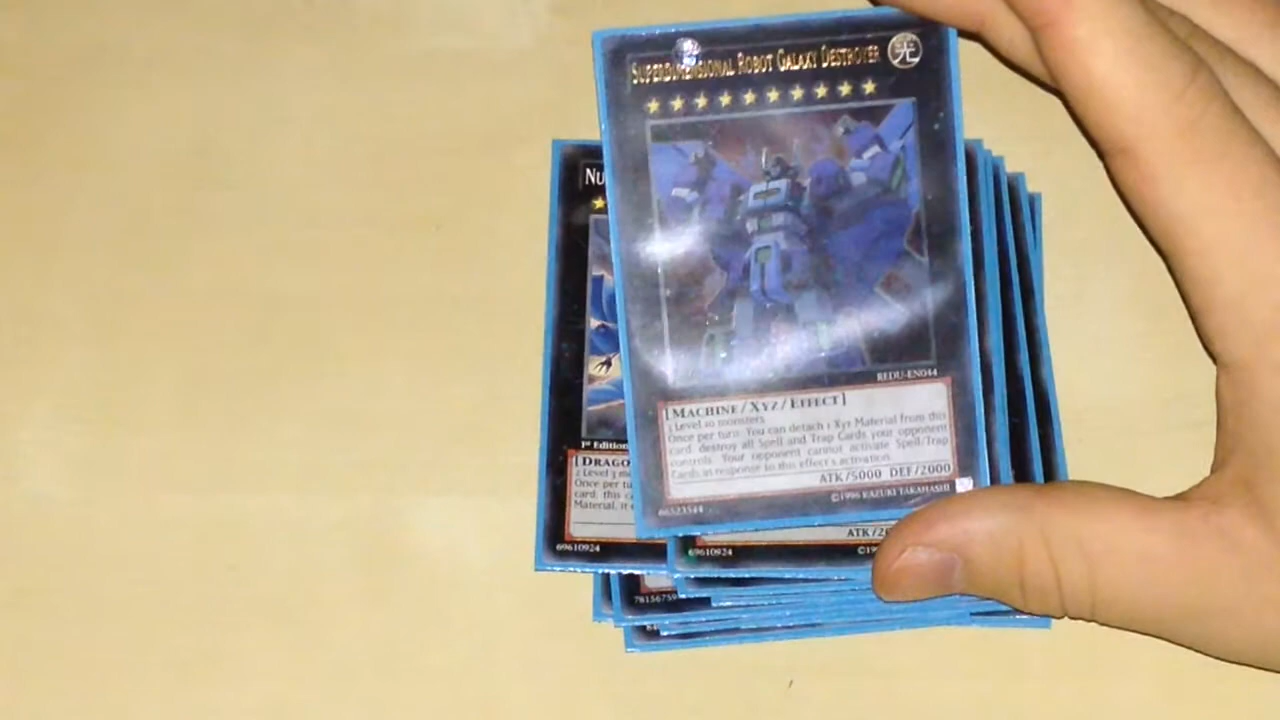 SUPERDIMENSIONAL ROBOT GALAXY DESTROYER
光
REDU-EN044
[MACHINE/XYZ/EFFECT]
Level 10 monsters
Once per turn: You can detach 1 Xyz Material from this
card; destroy all Spell and Trap Cards your opponent
controls. Your opponent cannot activate Spell/Trap
Cards in response to this effect's activation.
ATK/5000 DEF/2000
66523544
©1996 KAZUKI TAKAHASHI
NU
1st Edition
[DRAGO
2 Level 3 m
Once per tu
card; this c
Material, it
69610924
ATK/2
69610924
©19
7815675